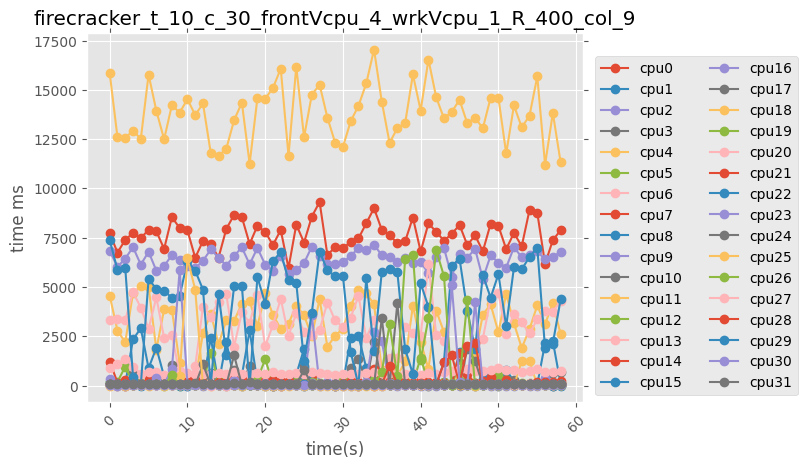 firecracker_t_10_c_30_frontVcpu_4_wrkVcpu_1_R_400_col_9
17500
15000
12500
10000
7500
5000
2500
0
time ms
0
10
20
30
40
50
60
time(s)
cpu0
cpu1
cpu2
cpu3
cpu4
cpu5
cpu6
cpu7
cpu8
cpu9
cpu10
cpu11
cpu12
cpu13
cpu14
cpu15
cpu16
cpu17
cpu18
cpu19
cpu20
cpu21
cpu22
cpu23
cpu24
cpu25
cpu26
cpu27
cpu28
cpu29
cpu30
cpu31